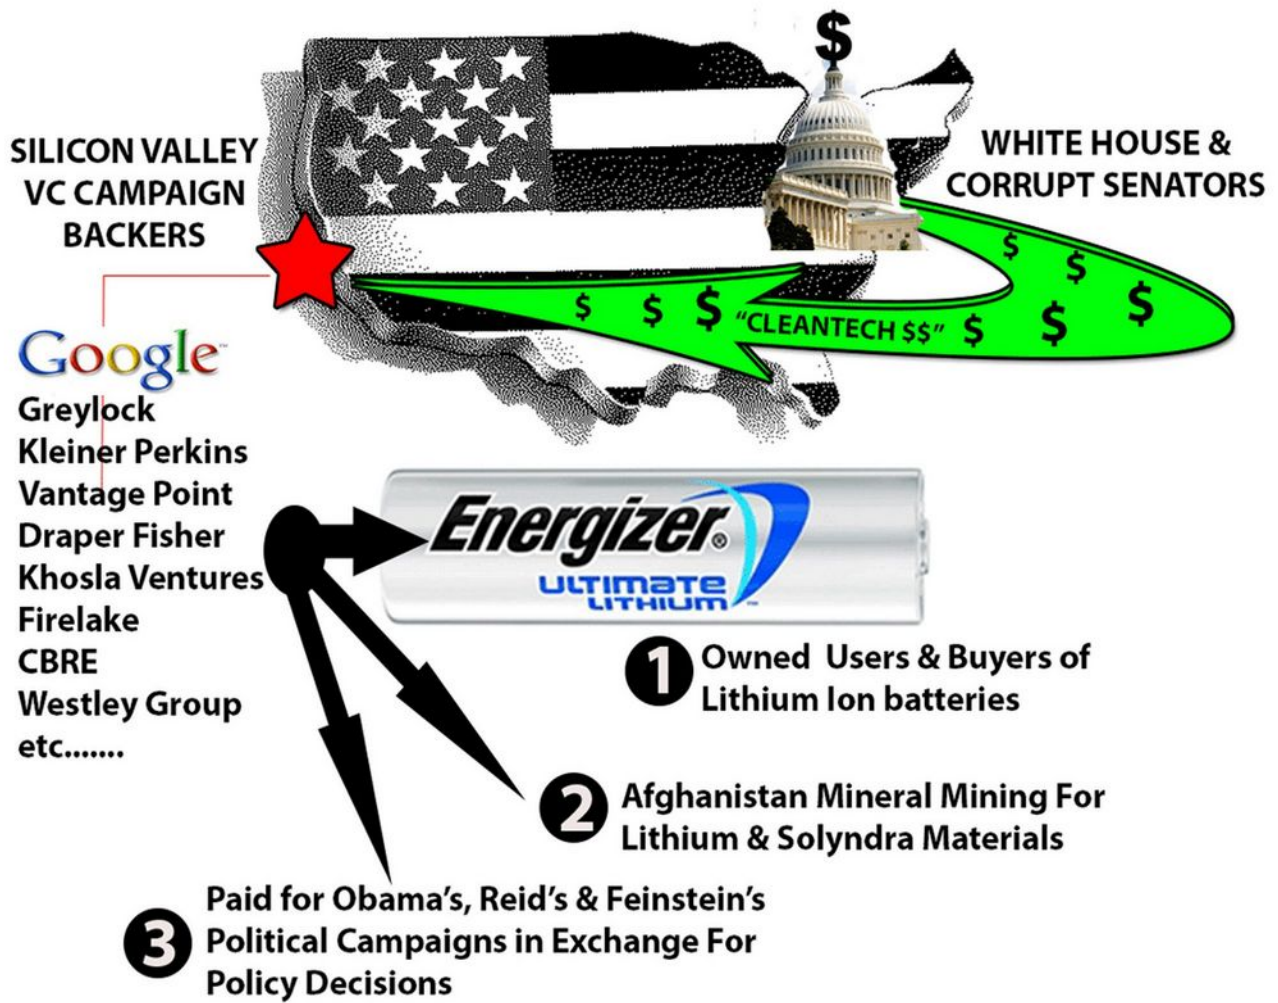 $
SILICON VALLEY
VC CAMPAIGN
BACKERS
WHITE HOUSE &
CORRUPT SENATORS
$ $ $ "CLEANTECH $$" $ $ $ $ $
Google™
Greylock
Kleiner Perkins
Vantage Point
Draper Fisher
Khosla Ventures
Firelake
CBRE
Westley Group
etc.......
Energizer®
ULTIMATE
LITHIUM™
1 Owned Users & Buyers of
Lithium Ion batteries
2 Afghanistan Mineral Mining For
Lithium & Solyndra Materials
3 Paid for Obama's, Reid's & Feinstein's
Political Campaigns in Exchange For
Policy Decisions